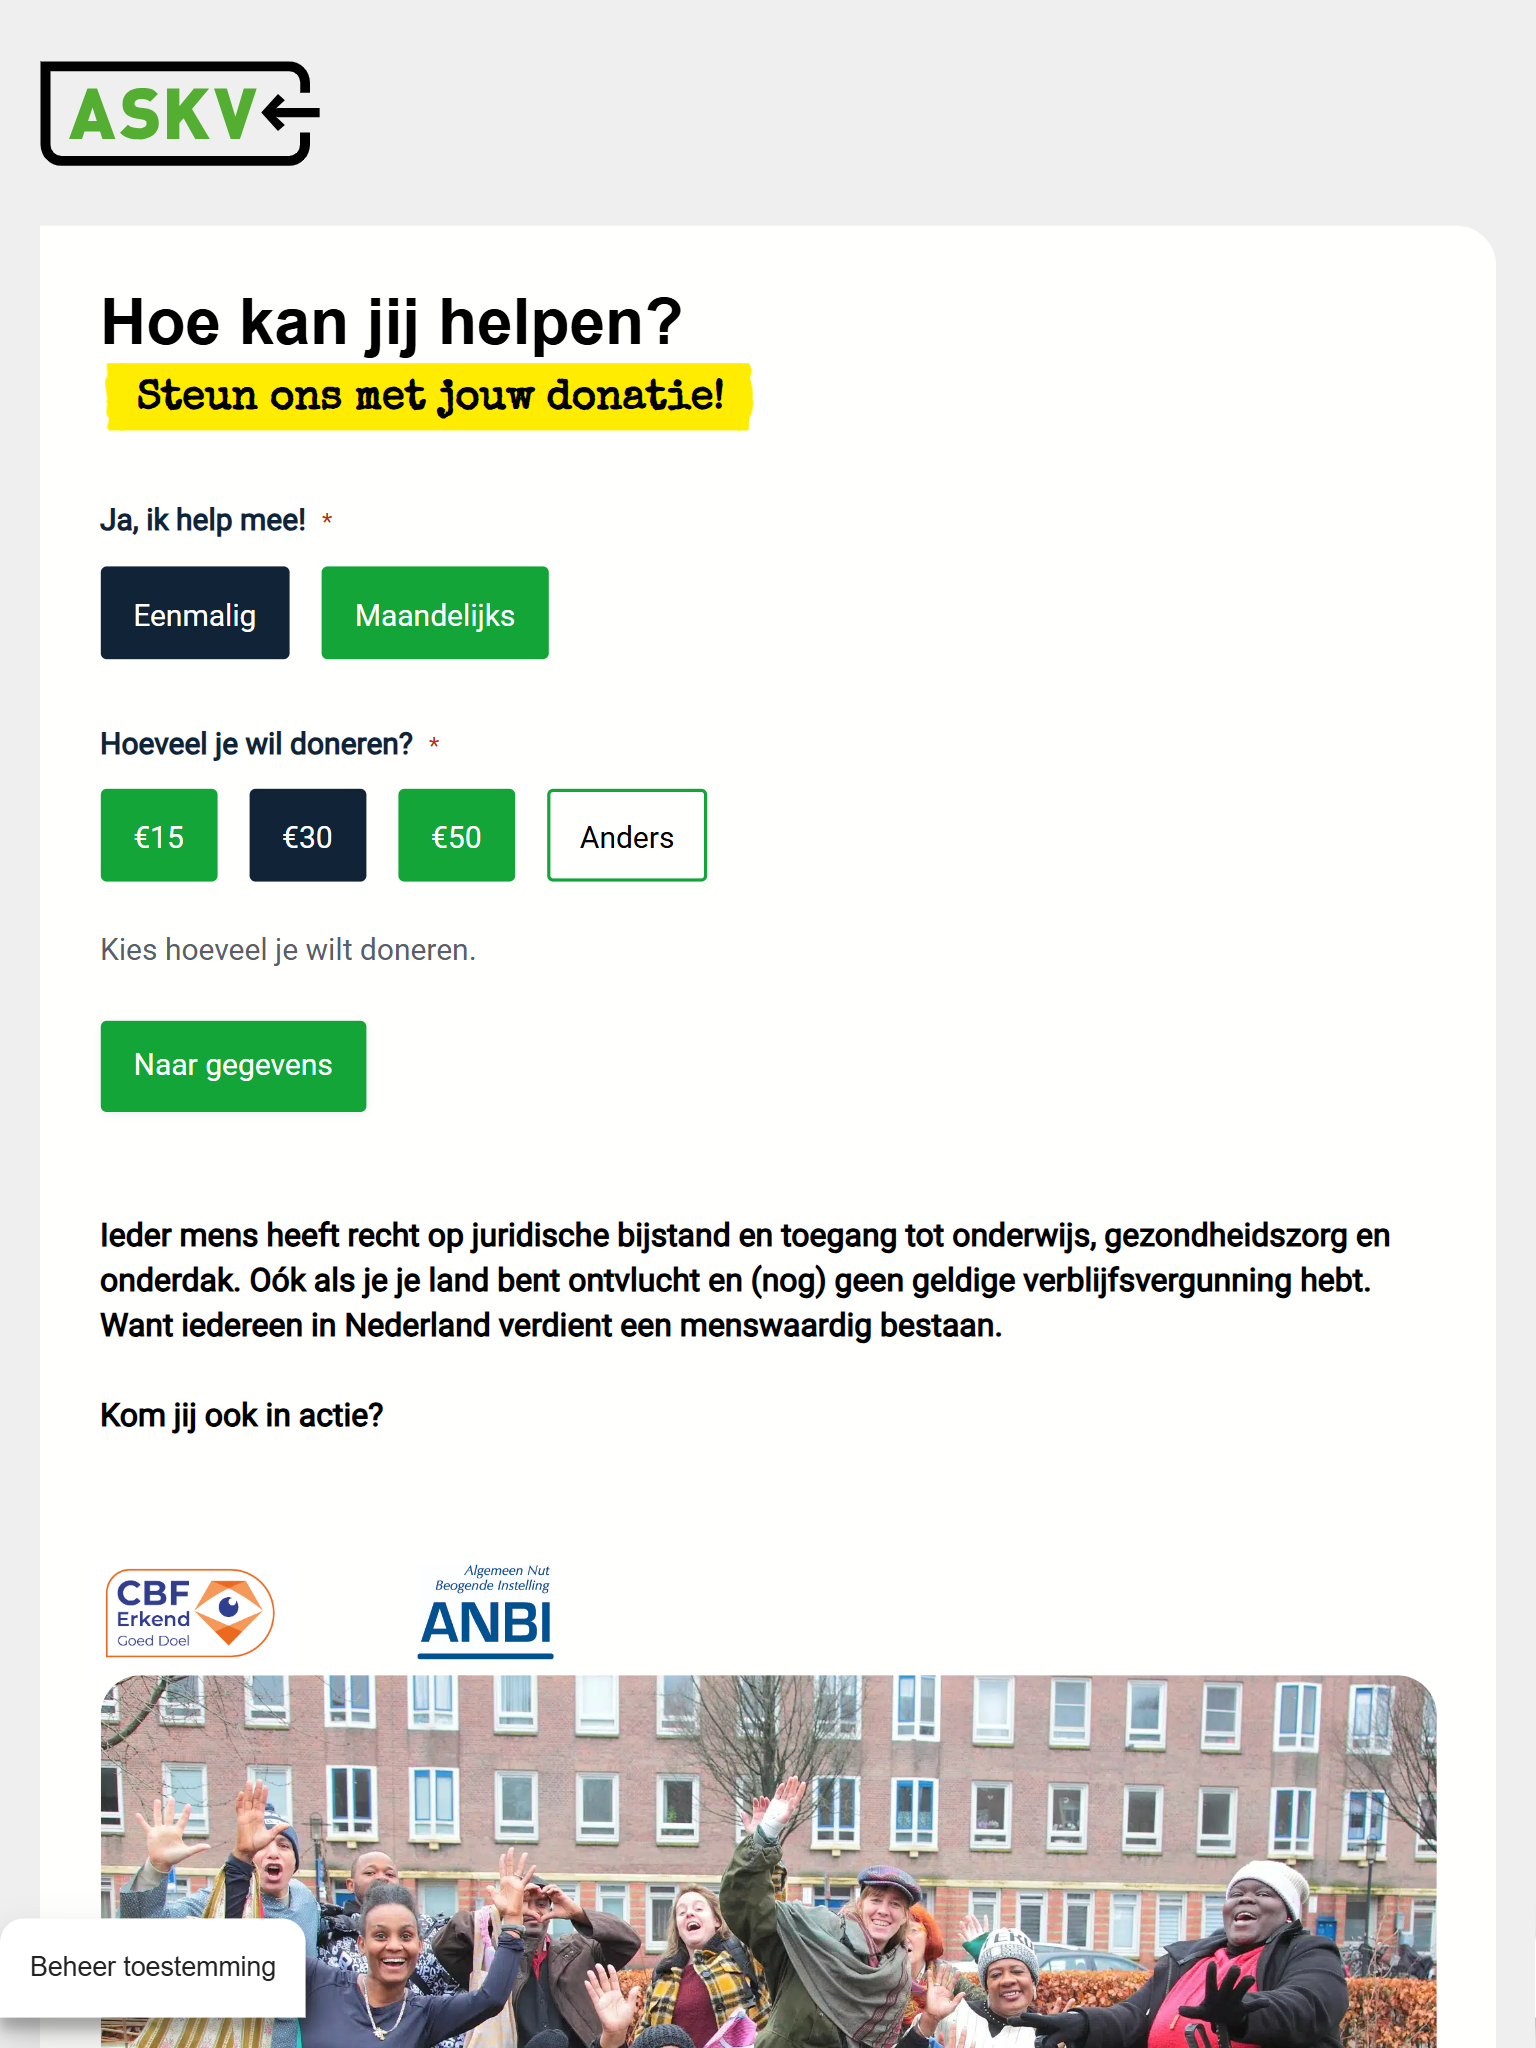 ASKV
Hoe kan jij helpen?
Steun ons met jouw donatie!
Ja, ik help mee! *
Eenmalig
Maandelijks
Hoeveel je wil doneren? *
€15
€30
€50
Anders
Kies hoeveel je wilt doneren.
Naar gegevens
Ieder mens heeft recht op juridische bijstand en toegang tot onderwijs, gezondheidszorg en
onderdak. Oók als je je land bent ontvlucht en (nog) geen geldige verblijfsvergunning hebt.
Want iedereen in Nederland verdient een menswaardig bestaan.
Kom jij ook in actie?
CBF
Erkend
Goed Doel
Algemeen Nut
Beogende Instelling
ANBI
Beheer toestemming